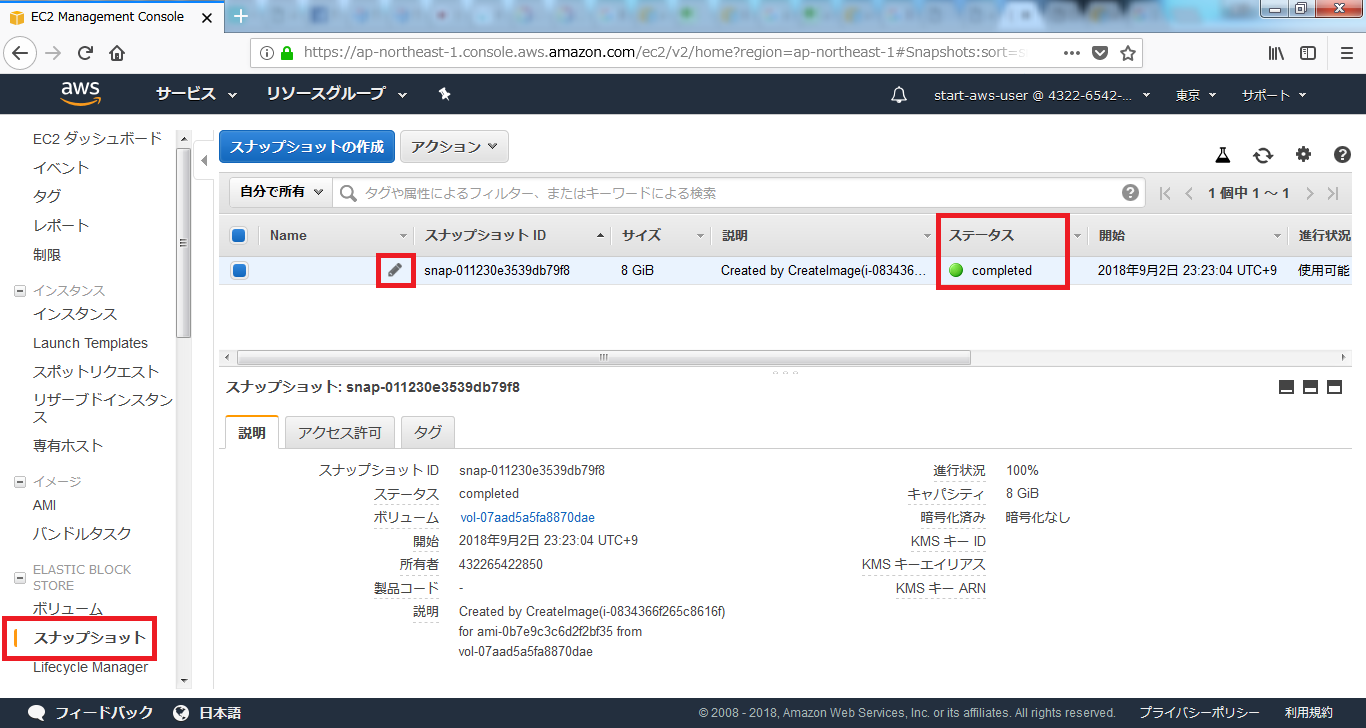 EC2 Management Console
https://ap-northeast-1.console.aws.amazon.com/ec2/v2/home?region=ap-northeast-1#Snapshots:sort=s
aws サービス リソースグループ start-aws-user @ 4322-6542-... 東京 サポート
EC2 ダッシュボード
イベント
タグ
レポート
制限
インスタンス
インスタンス
Launch Templates
スポットリクエスト
リザーブドインスタン
ス
専有ホスト
イメージ
AMI
バンドルタスク
ELASTIC BLOCK
STORE
ボリューム
スナップショット
Lifecycle Manager
スナップショットの作成 アクション
自分で所有 タグや属性によるフィルター、またはキーワードによる検索 1 個中 1 ～ 1
Name スナップショット ID サイズ 説明 ステータス 開始 進行状況
snap-011230e3539db79f8 8 GiB Created by CreateImage(i-083436... completed 2018年9月2日 23:23:04 UTC+9 使用可能
スナップショット: snap-011230e3539db79f8
説明 アクセス許可 タグ
スナップショット ID snap-011230e3539db79f8
ステータス completed
ボリューム vol-07aad5a5fa8870dae
開始 2018年9月2日 23:23:04 UTC+9
所有者 432265422850
製品コード -
説明 Created by CreateImage(i-0834366f265c8616f)
for ami-0b7e9c3c6d2f2bf35 from
vol-07aad5a5fa8870dae
進行状況 100%
キャパシティ 8 GiB
暗号化済み 暗号化なし
KMS キー ID
KMS キーエイリアス
KMS キー ARN
フィードバック 日本語 © 2008 - 2018, Amazon Web Services, Inc. or its affiliates. All rights reserved. プライバシーポリシー 利用規約